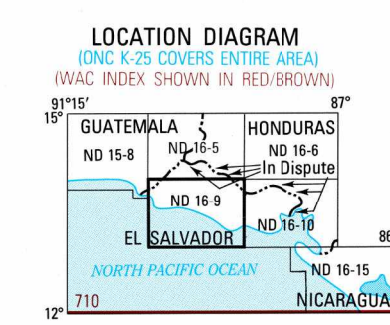 LOCATION DIAGRAM
(ONC K-25 COVERS ENTIRE AREA)
(WAC INDEX SHOWN IN RED/BROWN)
91°15′ 87°
15°
GUATEMALA HONDURAS
ND 15-8 ND 16-5 ND 16-6
In Dispute
ND 16-9
ND 16-10
EL SALVADOR 86
NORTH PACIFIC OCEAN ND 16-15
710 NICARAGUA
12°